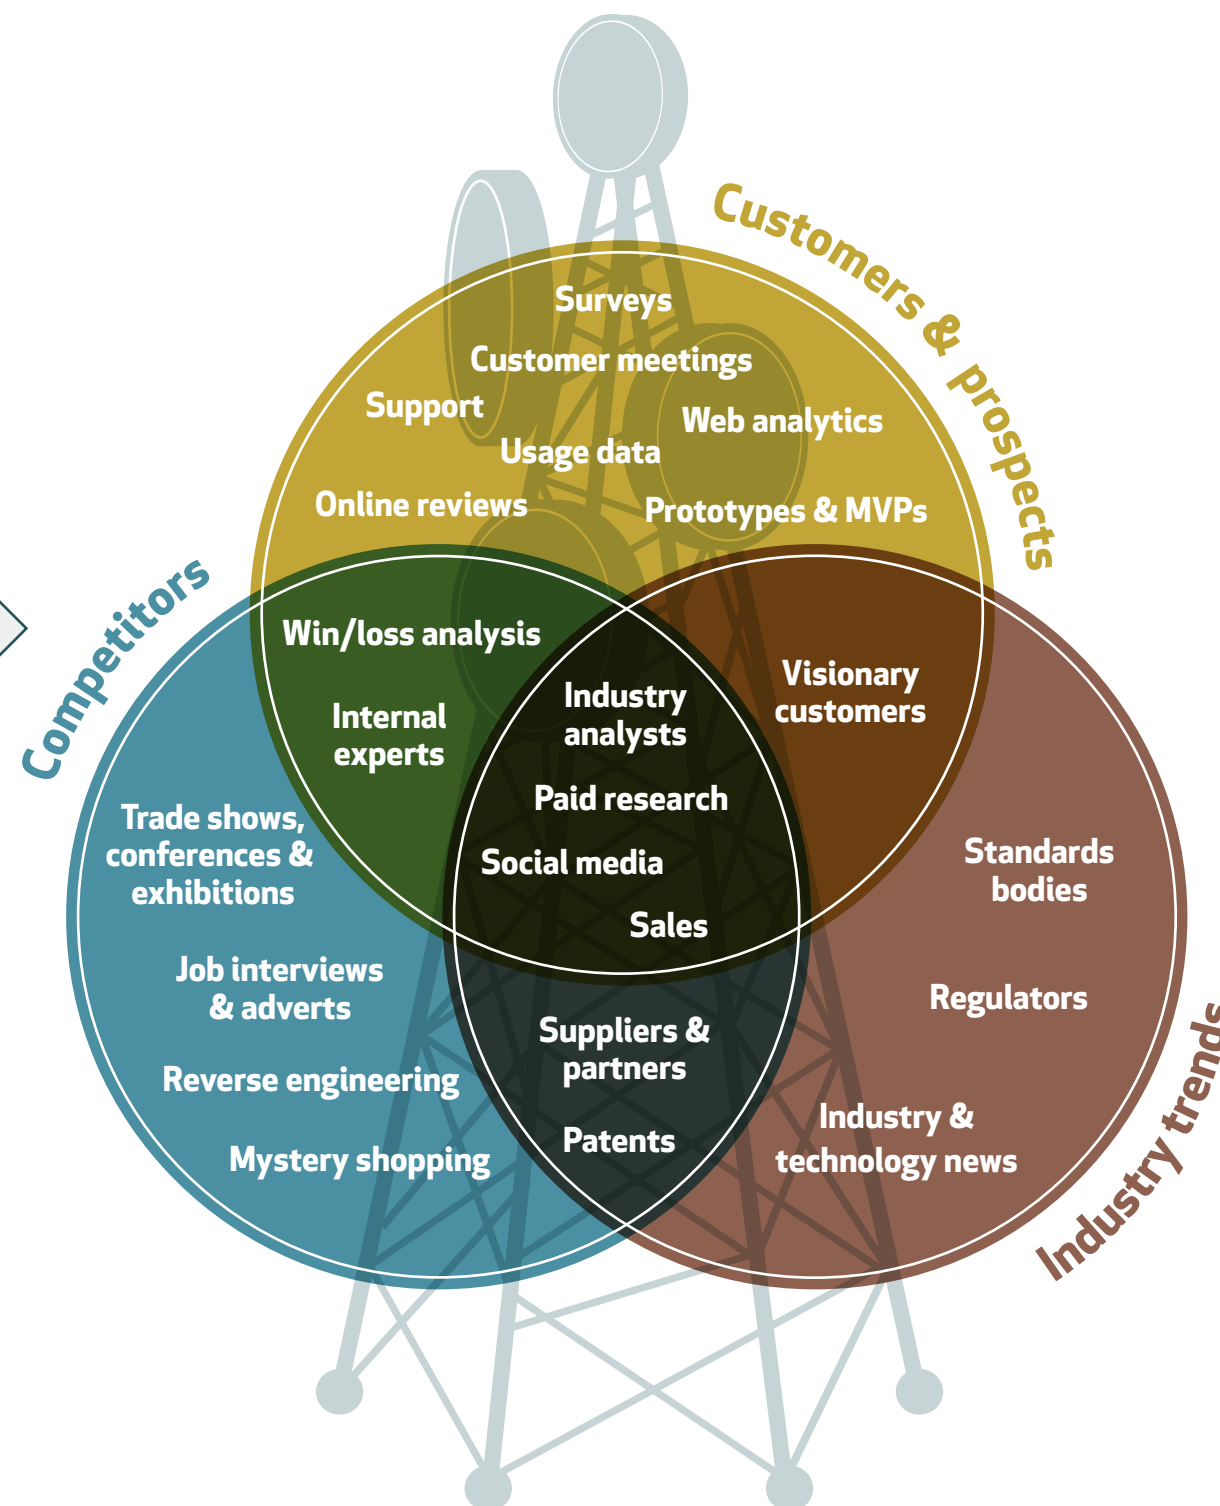 Customers & prospects
Surveys
Customer meetings
Support
Web analytics
Usage data
Online reviews
Prototypes & MVPs
Competitors
Win/loss analysis
Internal
experts
Visionary
customers
Industry
analysts
Paid research
Social media
Sales
Trade shows,
conferences &
exhibitions
Job interviews
& adverts
Reverse engineering
Mystery shopping
Suppliers &
partners
Patents
Standards
bodies
Regulators
Industry &
technology news
Industry trends